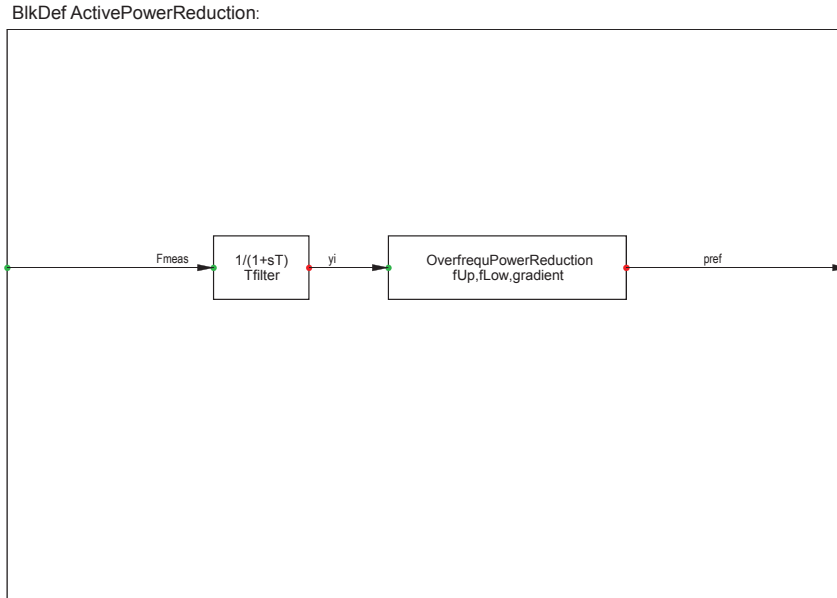 BlkDef ActivePowerReduction:
Fmeas
1/(1+sT)
Tfilter
yi
OverfrequPowerReduction
fUp,fLow,gradient
pref